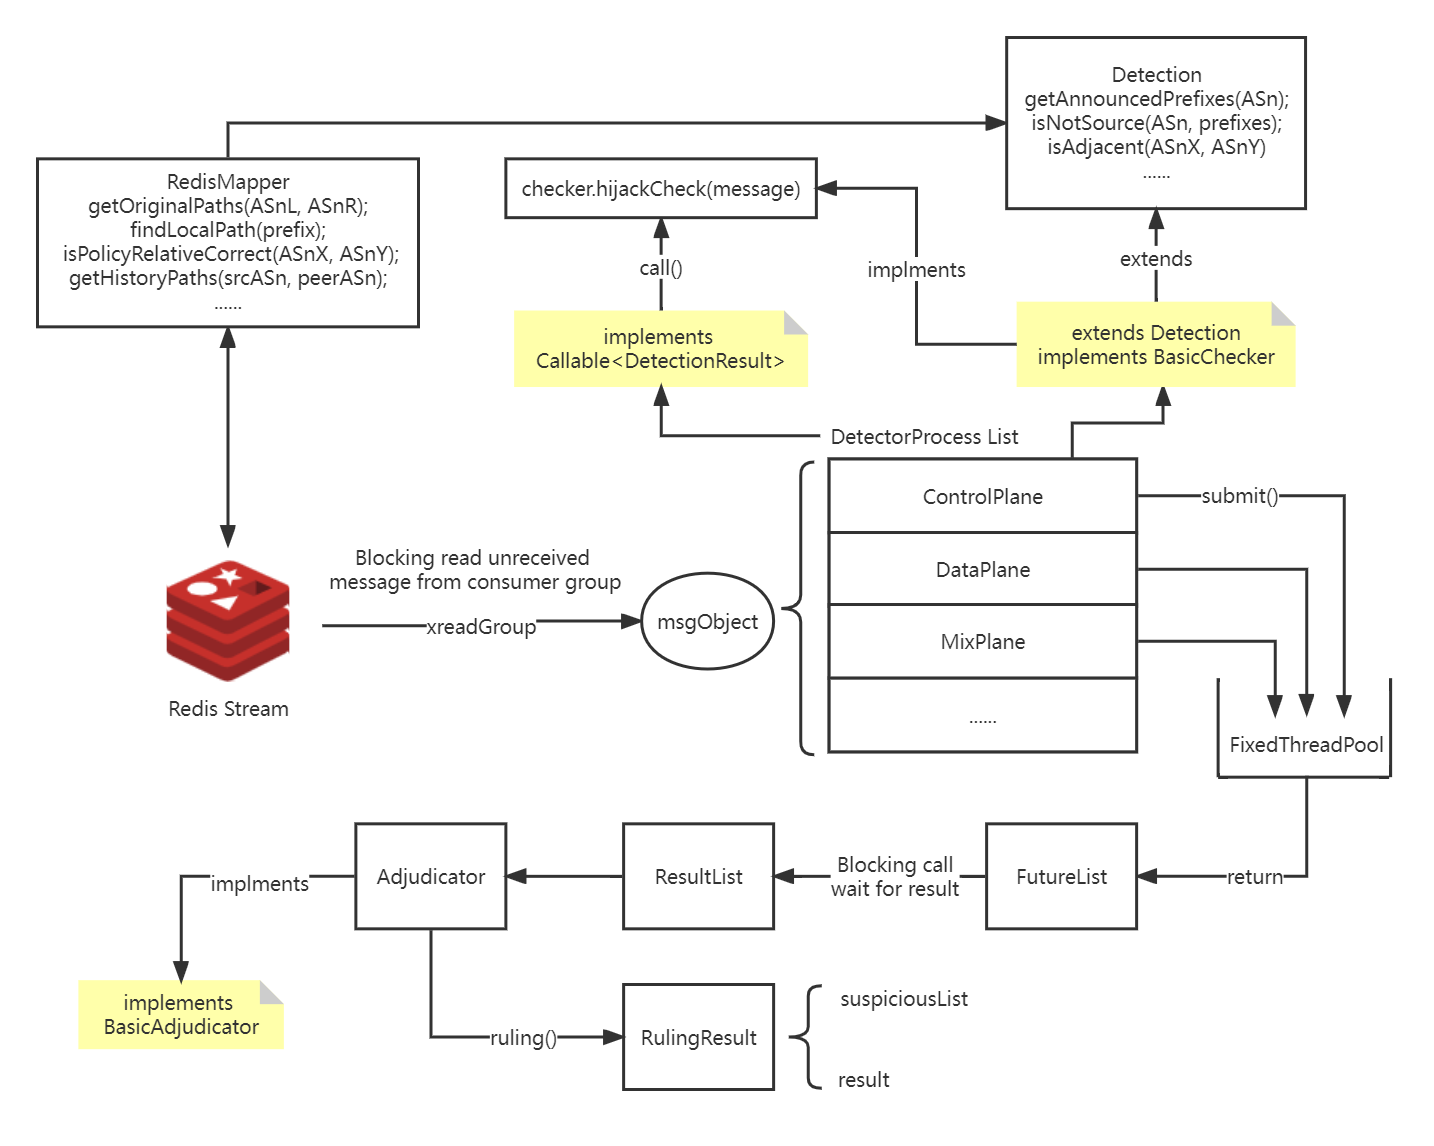 Detection
getAnnouncedPrefixes(ASn);
isNotSource(ASn, prefixes);
isAdjacent(ASnX, ASnY)
......
RedisMapper
getOriginalPaths(ASnL, ASnR);
findLocalPath(prefix);
isPolicyRelativeCorrect(ASnX, ASnY);
getHistoryPaths(srcASn, peerASn);
......
checker.hijackCheck(message)
call()
implments
extends
implements
Callable<DetectionResult>
extends Detection
implements BasicChecker
DetectorProcess List
ControlPlane
submit()
DataPlane
MixPlane
......
Blocking read unreceived
message from consumer group
xreadGroup
msgObject
Redis Stream
FixedThreadPool
Adjudicator
ResultList
Blocking call
wait for result
FutureList
return
implments
implements
BasicAdjudicator
ruling()
RulingResult
suspiciousList
result